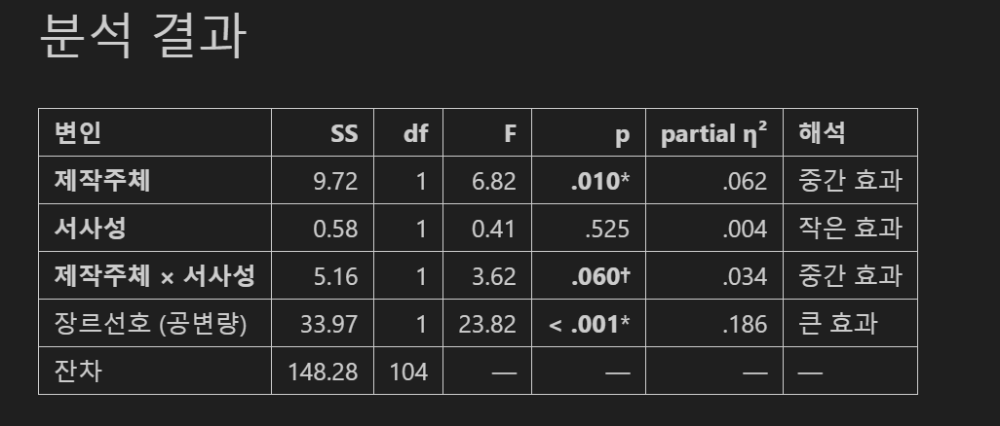 분석 결과
변인 SS df F p partial η² 해석
제작주체 9.72 1 6.82 .010* .062 중간 효과
서사성 0.58 1 0.41 .525 .004 작은 효과
제작주체 × 서사성 5.16 1 3.62 .060† .034 중간 효과
장르선호 (공변량) 33.97 1 23.82 < .001* .186 큰 효과
잔차 148.28 104 — — — —